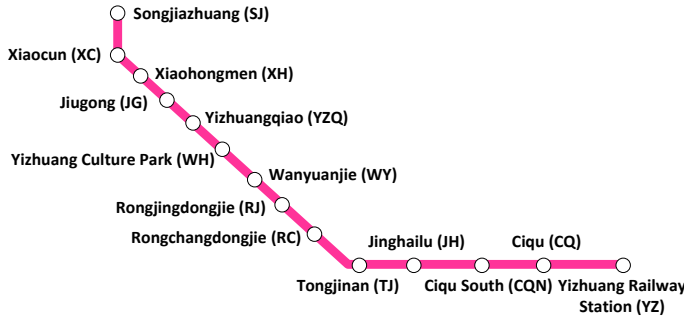 Songjiazhuang (SJ)
Xiaocun (XC)
Xiaohongmen (XH)
Jiugong (JG)
Yizhuangqiao (YZQ)
Yizhuang Culture Park (WH)
Wanyuanjie (WY)
Rongjingdongjie (RJ)
Rongchangdongjie (RC)
Jinghailu (JH)
Ciqu (CQ)
Tongjinan (TJ)
Ciqu South (CQN)
Yizhuang Railway
Station (YZ)